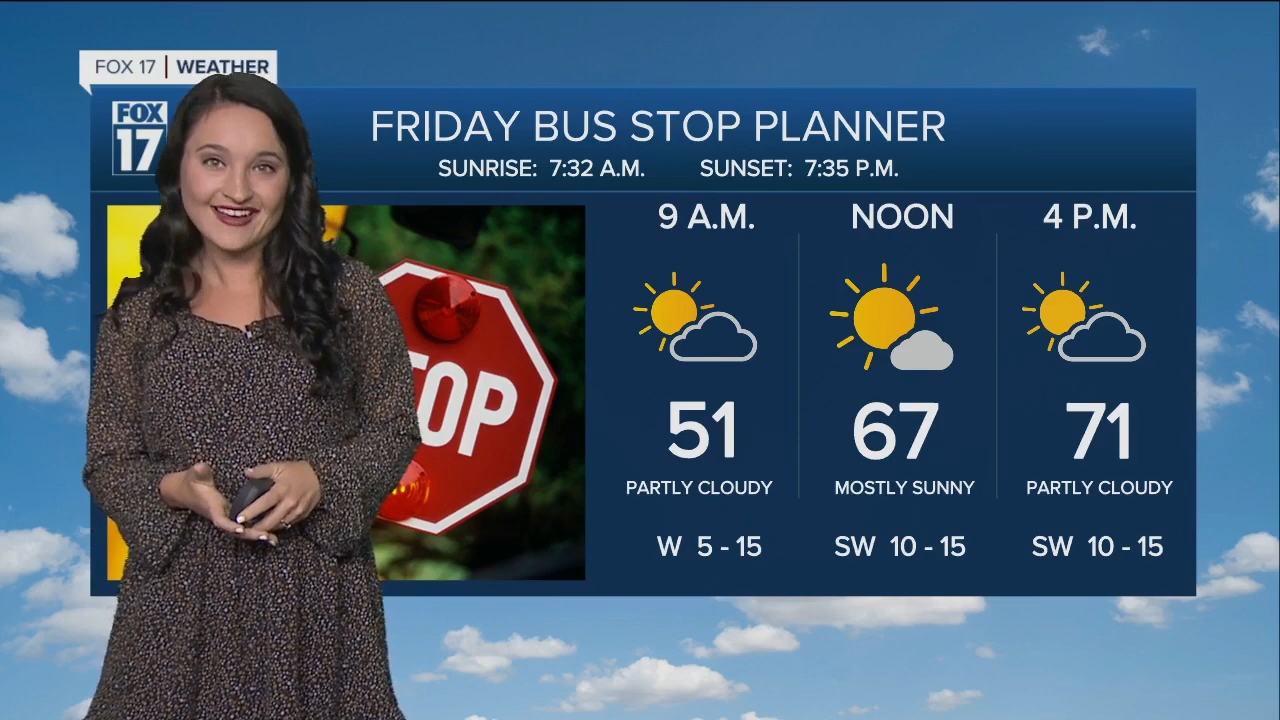 FOX 17 | WEATHER
FOX
17
FRIDAY BUS STOP PLANNER
SUNRISE: 7:32 A.M. SUNSET: 7:35 P.M.
9 A.M. NOON 4 P.M.
TOP
51 67 71
PARTLY CLOUDY MOSTLY SUNNY PARTLY CLOUDY
W 5 - 15 SW 10 - 15 SW 10 - 15